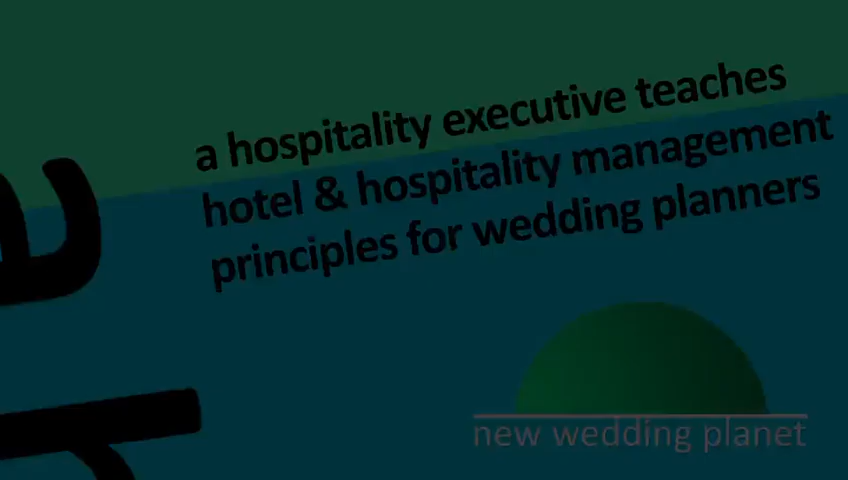 a hospitality executive teaches
hotel & hospitality management
principles for wedding planners
new wedding planet